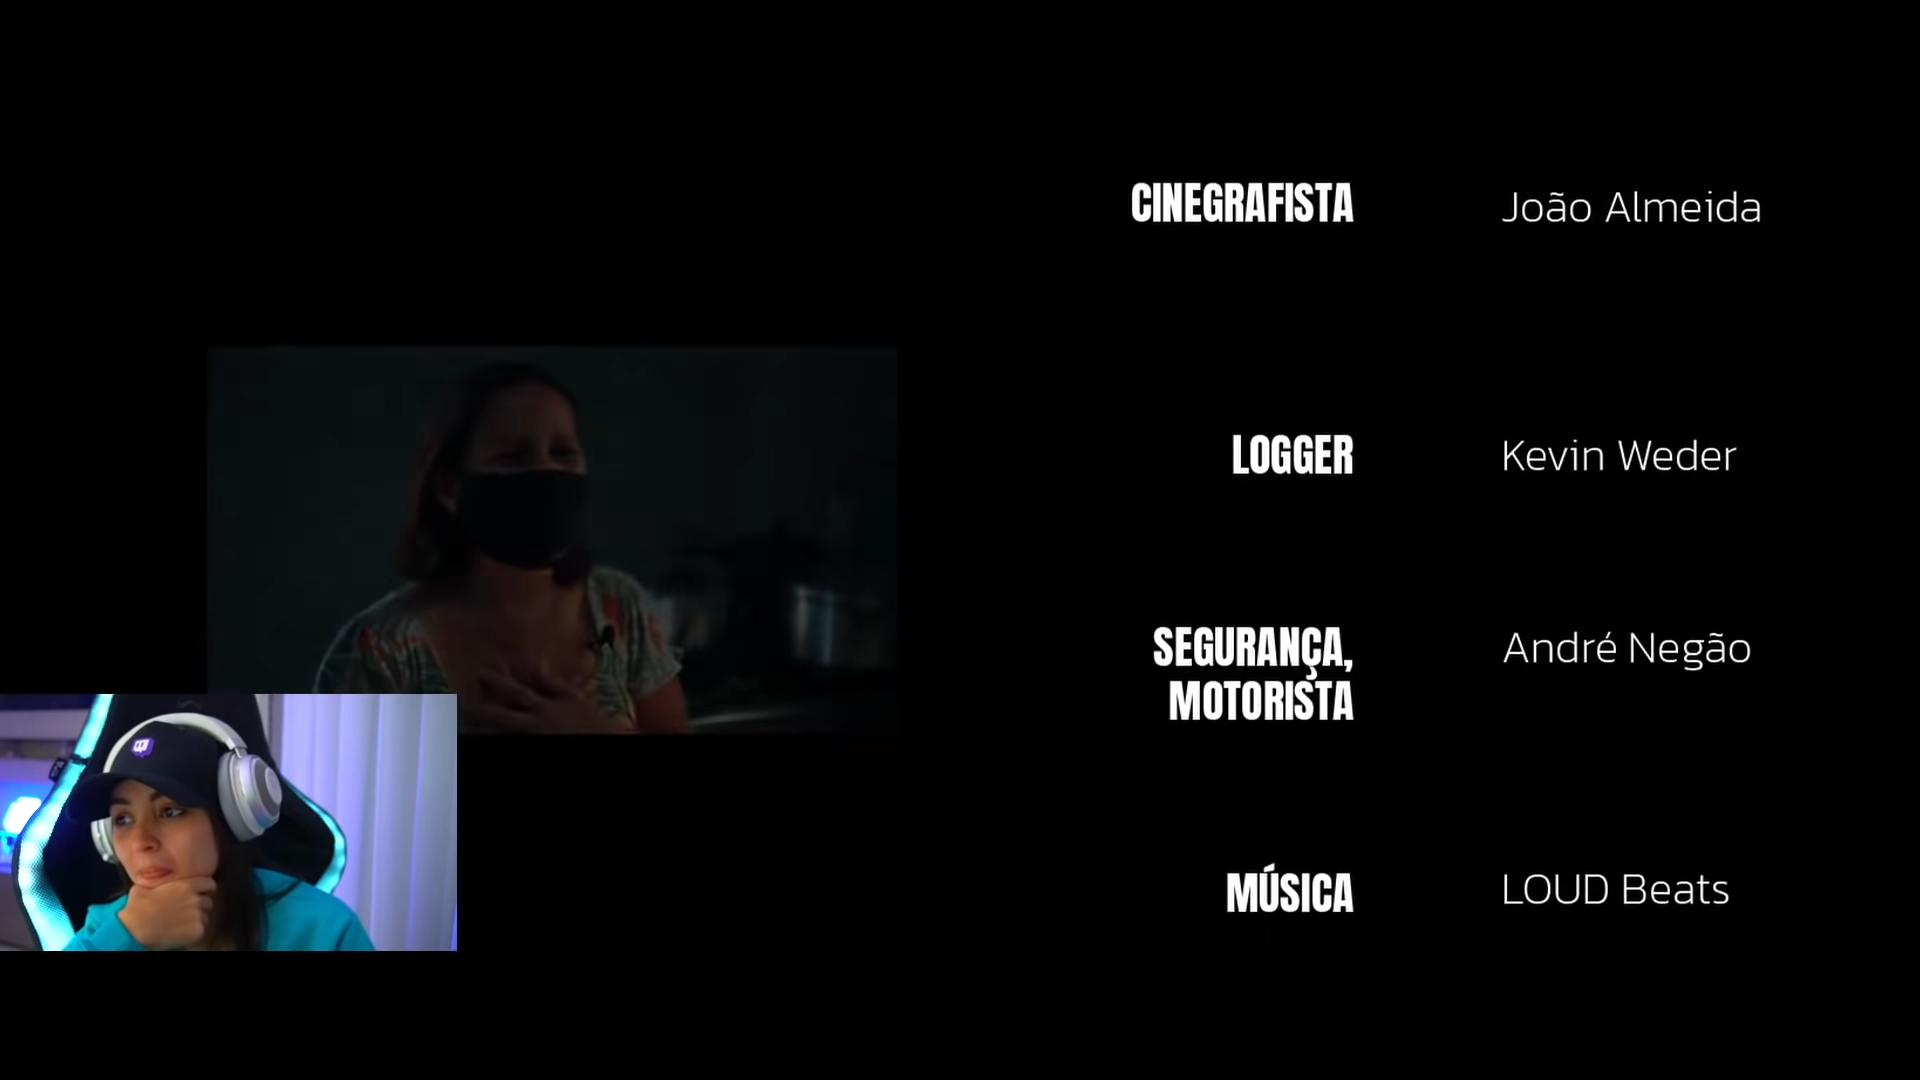 CINEGRAFISTA João Almeida
LOGGER Kevin Weder
SEGURANÇA, André Negão
MOTORISTA
MÚSICA LOUD Beats